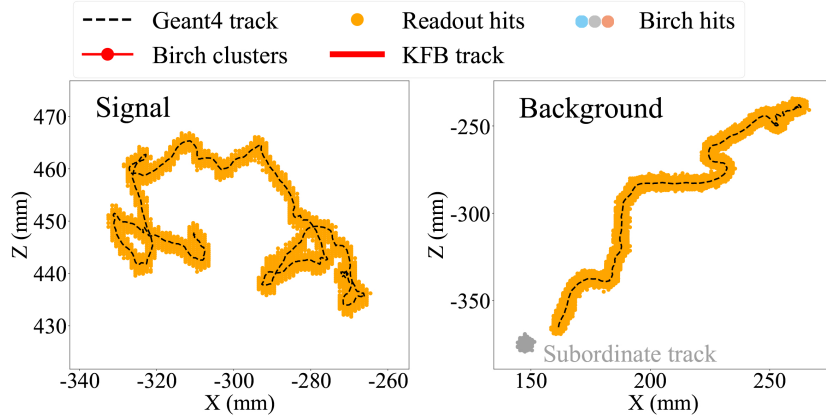 Geant4 track Readout hits Birch hits
Birch clusters KFB track
Signal
Background
470
460
450
440
430
Z (mm)
-340 -320 -300 -280 -260
X (mm)
-250
-300
-350
Z (mm)
Subordinate track
150 200 250
X (mm)